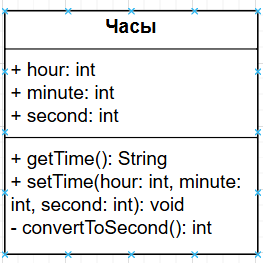 Часы
+ hour: int
+ minute: int
+ second: int
+ getTime(): String
+ setTime(hour: int, minute:
int, second: int): void
- convertToSecond(): int